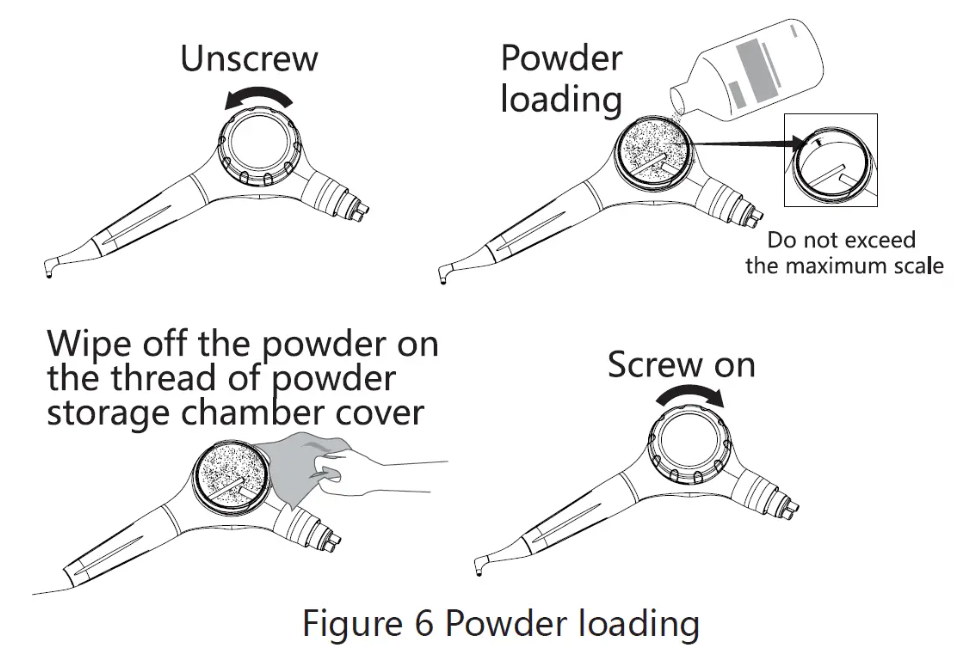 Unscrew
Powder
loading
Do not exceed
the maximum scale
Wipe off the powder on
the thread of powder
storage chamber cover
Screw on
Figure 6 Powder loading